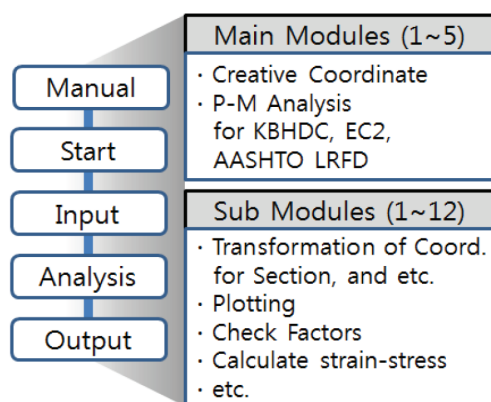 Manual
Start
Input
Analysis
Output
Main Modules (1~5)
· Creative Coordinate
· P-M Analysis
for KBHDC, EC2,
AASHTO LRFD
Sub Modules (1~12)
· Transformation of Coord.
for Section, and etc.
· Plotting
· Check Factors
· Calculate strain-stress
· etc.